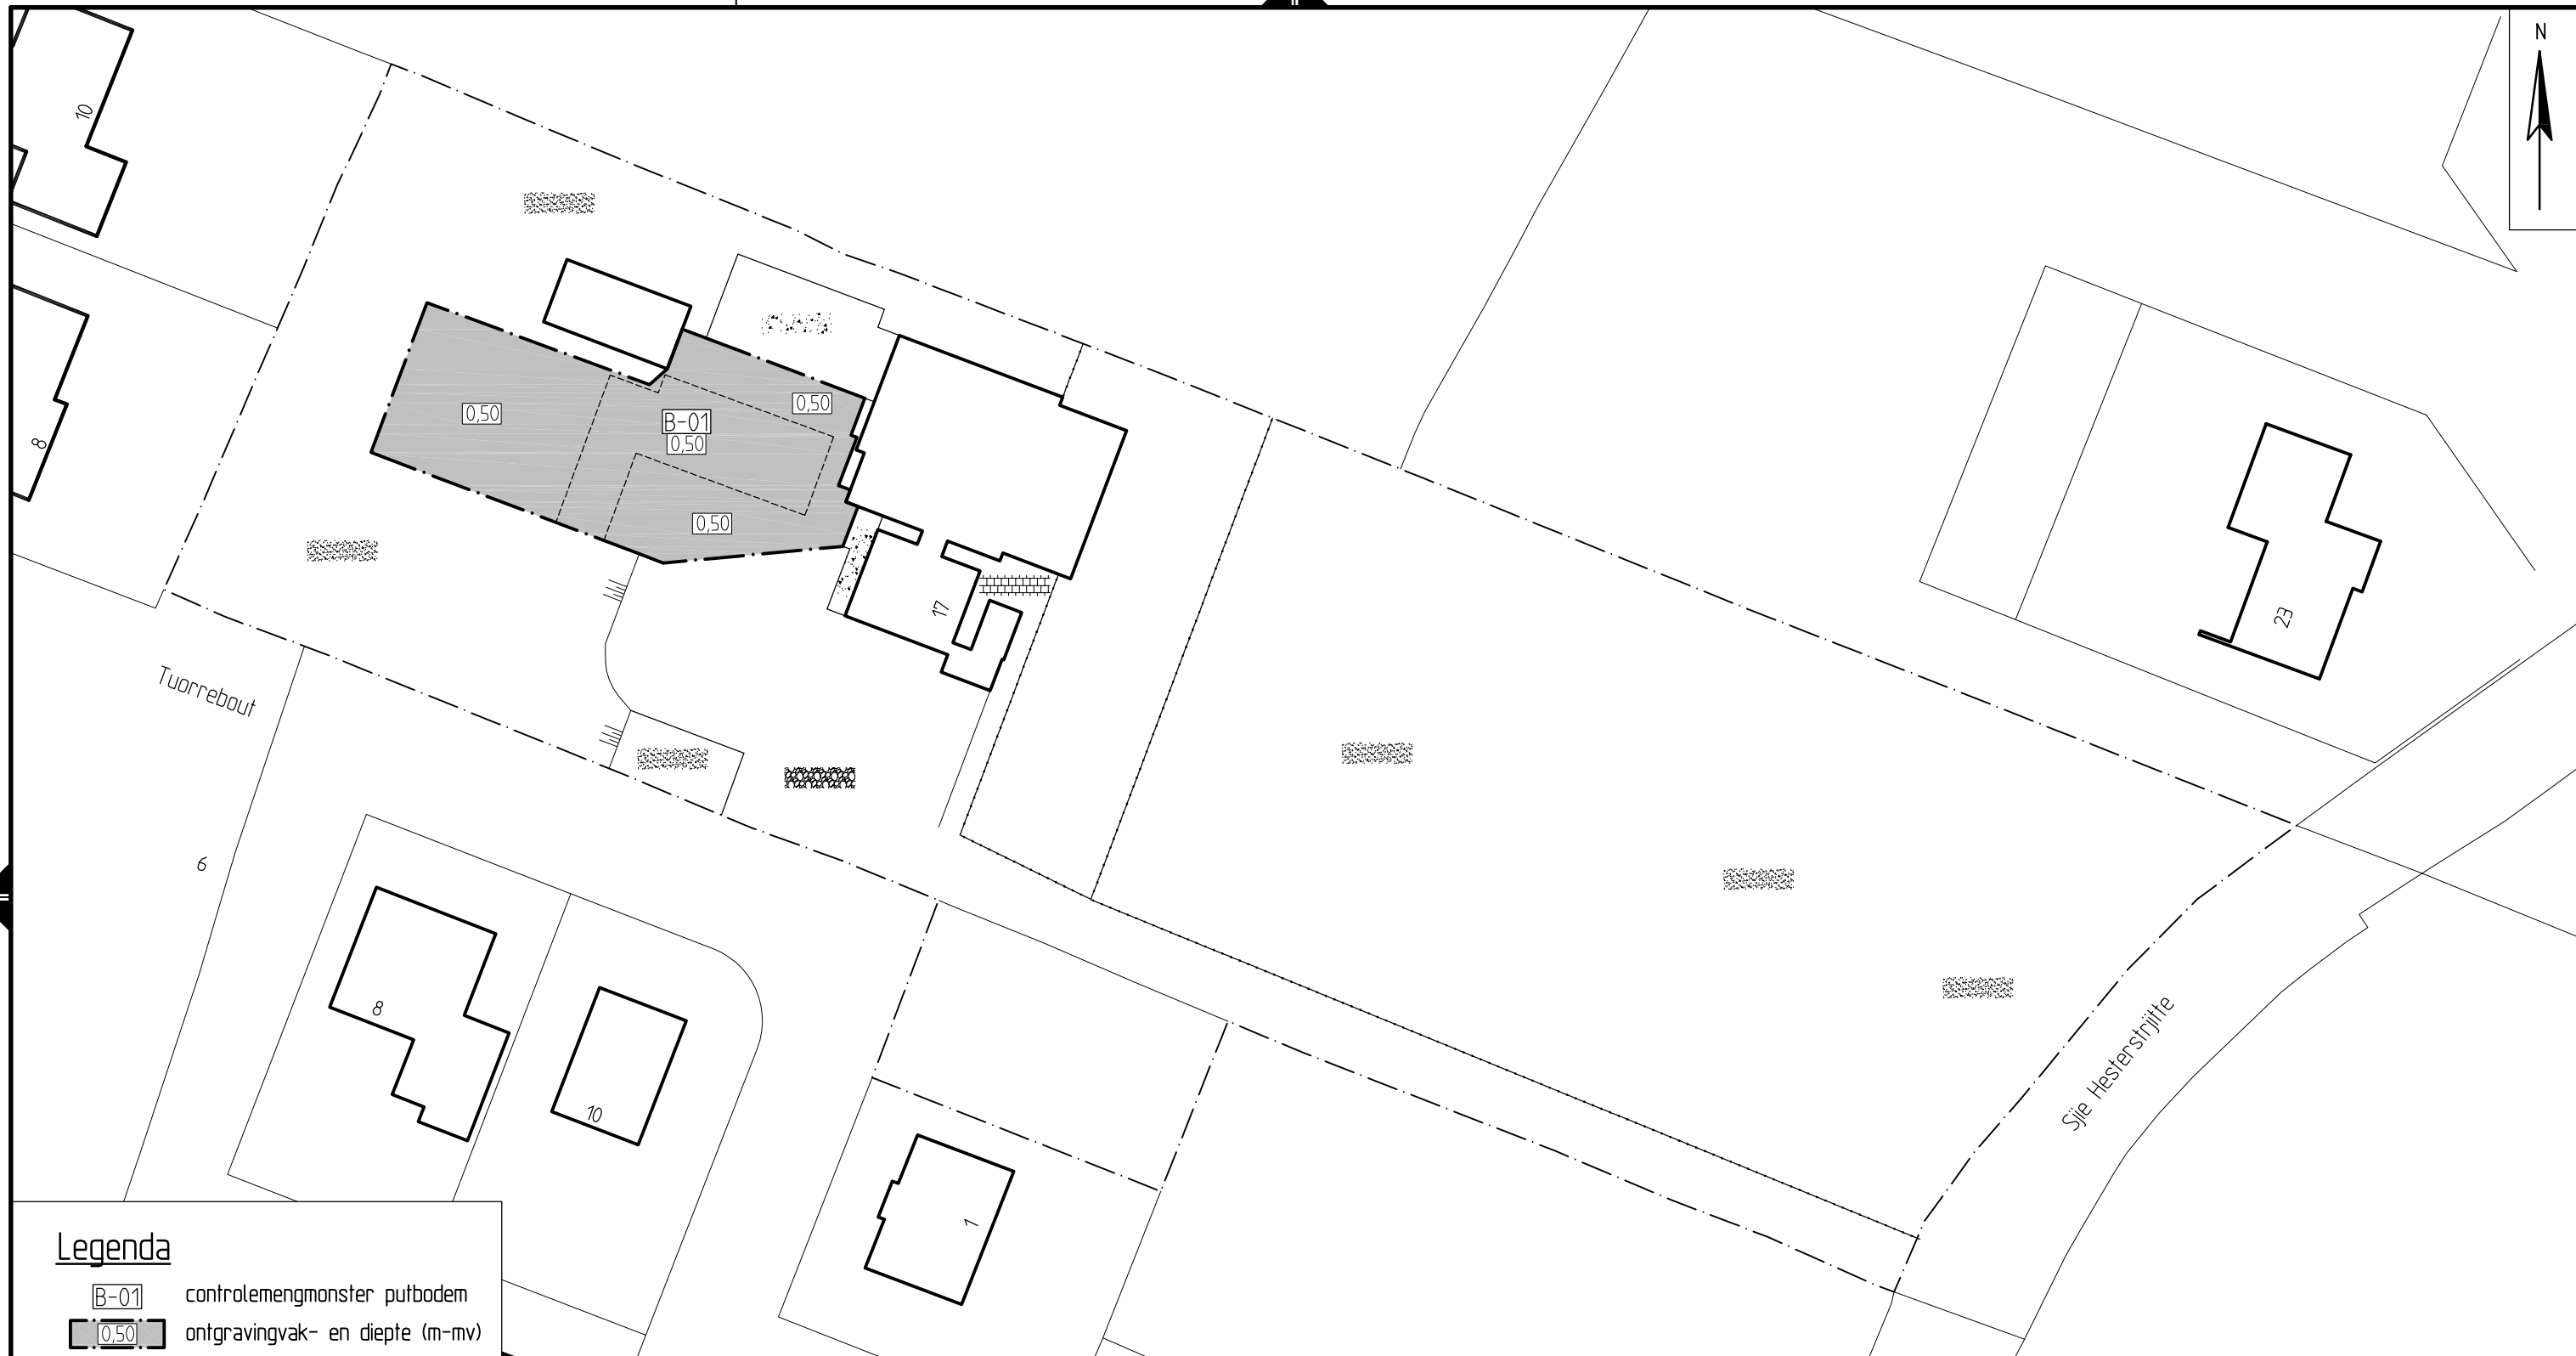 N
10
8
0,50
0,50
B-01
0,50
0,50
17
23
Tuorrebout
6
8
10
1
Sjie Hesterstrjitte
Legenda
B-01 controlemengmonster putbodem
0,50 ontgravingvak- en diepte (m-mv)